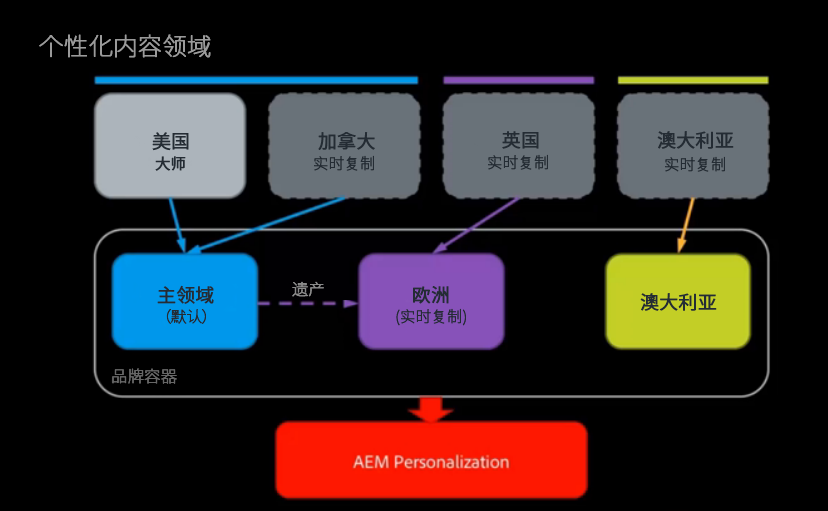 个性化内容领域
美国
大师
加拿大
实时复制
英国
实时复制
澳大利亚
实时复制
主领域
(默认)
遗产
欧洲
(实时复制)
澳大利亚
品牌容器
AEM Personalization